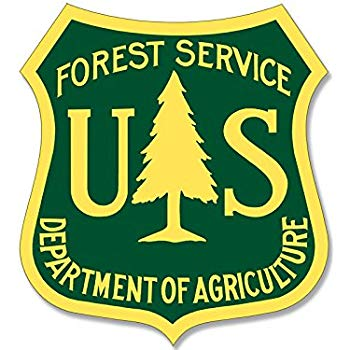 FOREST SERVICE
U S
DEPARTMENT OF AGRICULTURE